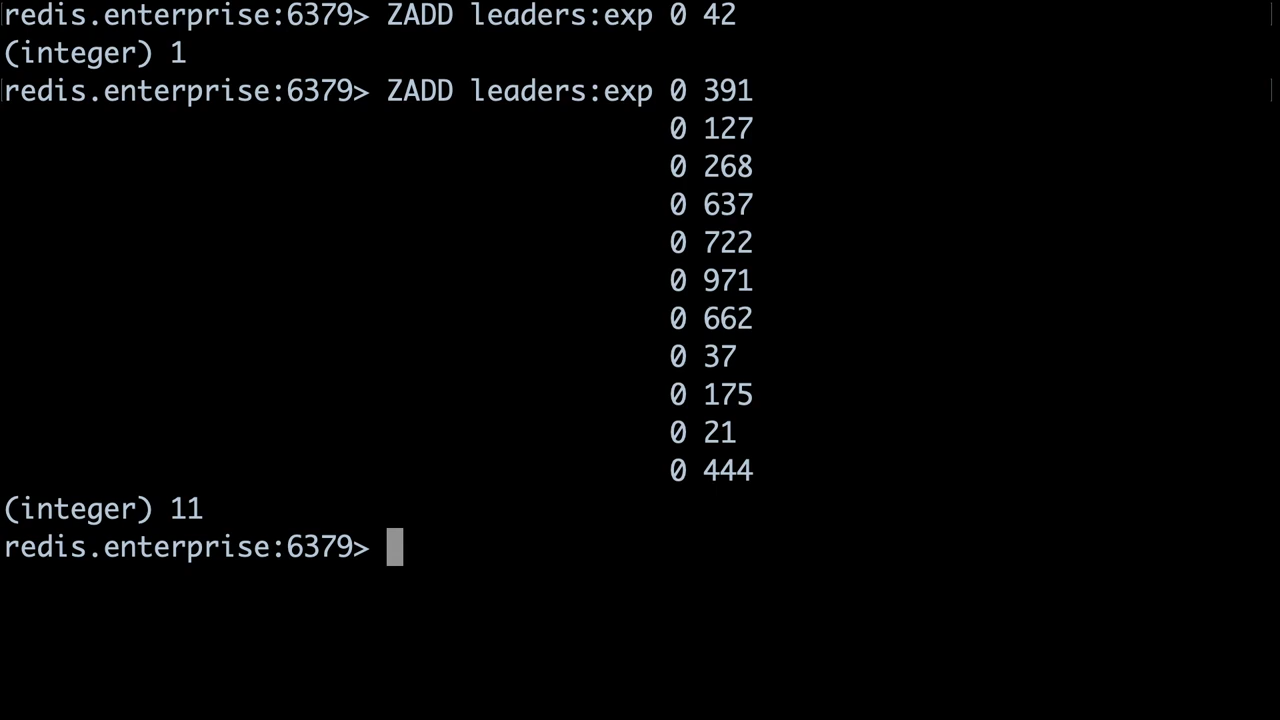 redis.enterprise:6379> ZADD leaders:exp 0 42
(integer) 1
redis.enterprise:6379> ZADD leaders:exp 0 391
0 127
0 268
0 637
0 722
0 971
0 662
0 37
0 175
0 21
0 444
(integer) 11
redis.enterprise:6379>